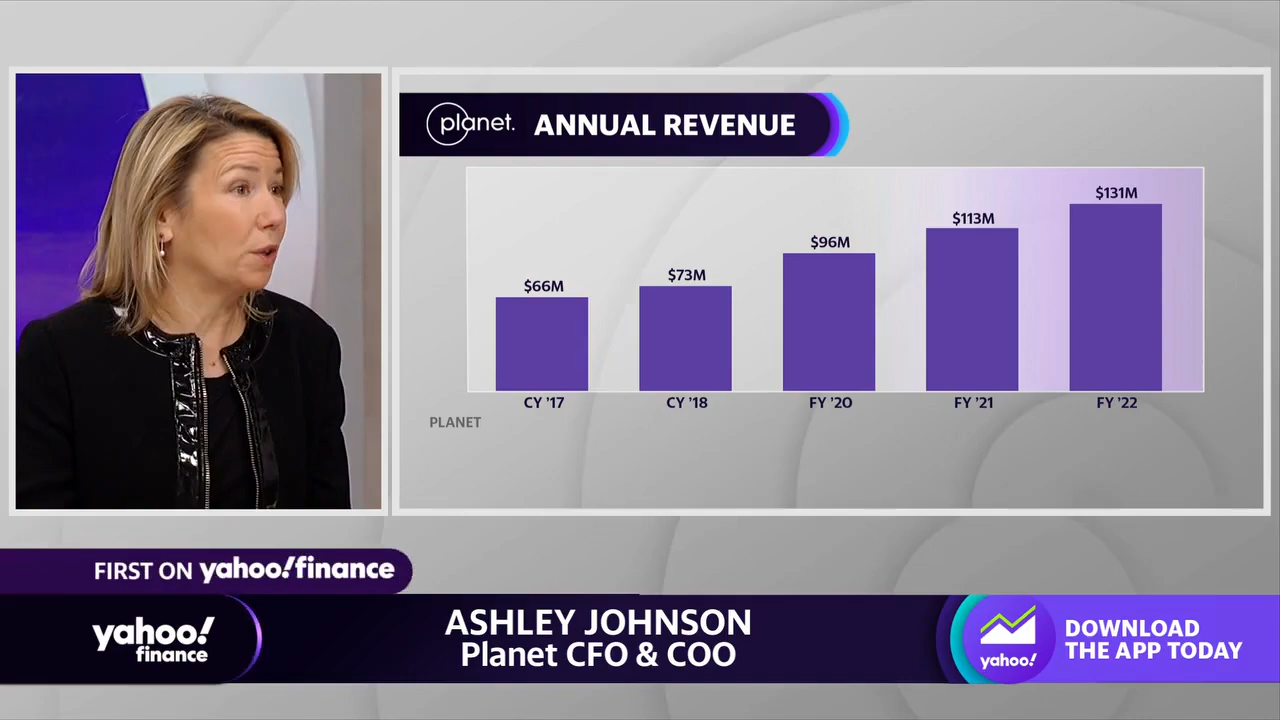 planet. ANNUAL REVENUE
$66M
$73M
$96M
$113M
$131M
CY '17
CY '18
FY '20
FY '21
FY '22
PLANET
FIRST ON yahoo!finance
yahoo!
finance
ASHLEY JOHNSON
Planet CFO & COO
yahoo!
DOWNLOAD
THE APP TODAY